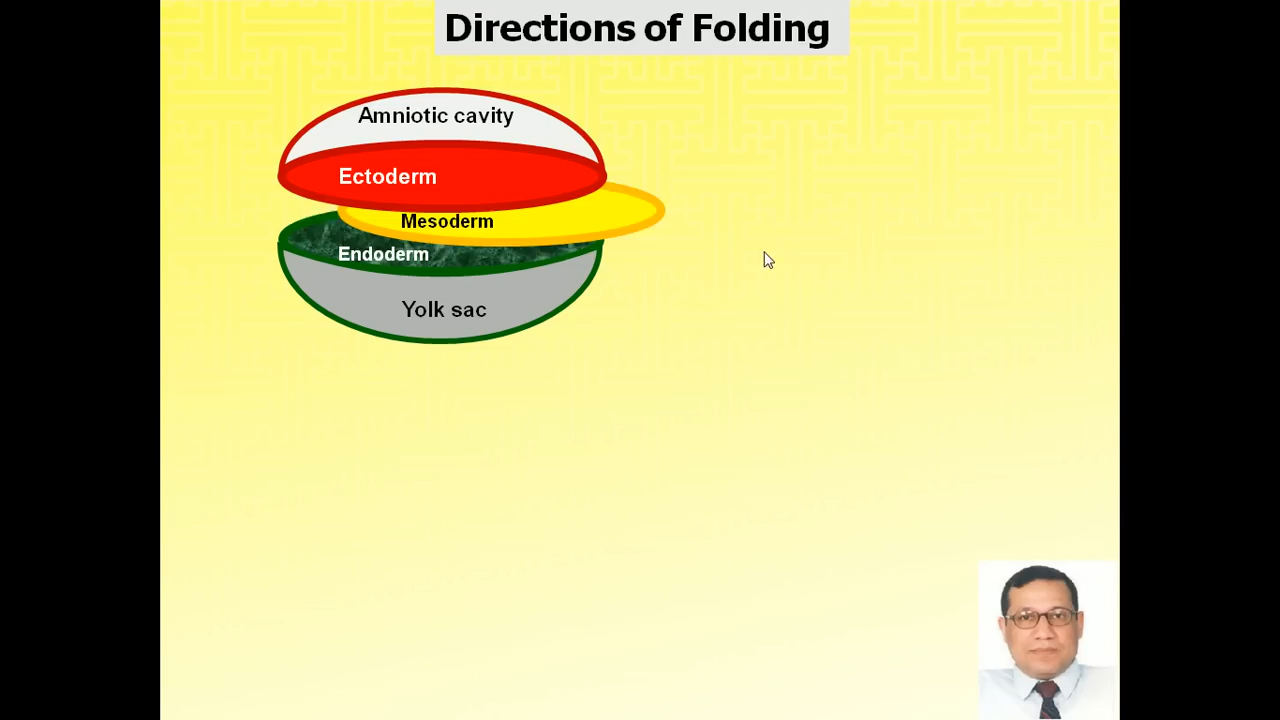 Directions of Folding
Amniotic cavity
Ectoderm
Mesoderm
Endoderm
Yolk sac